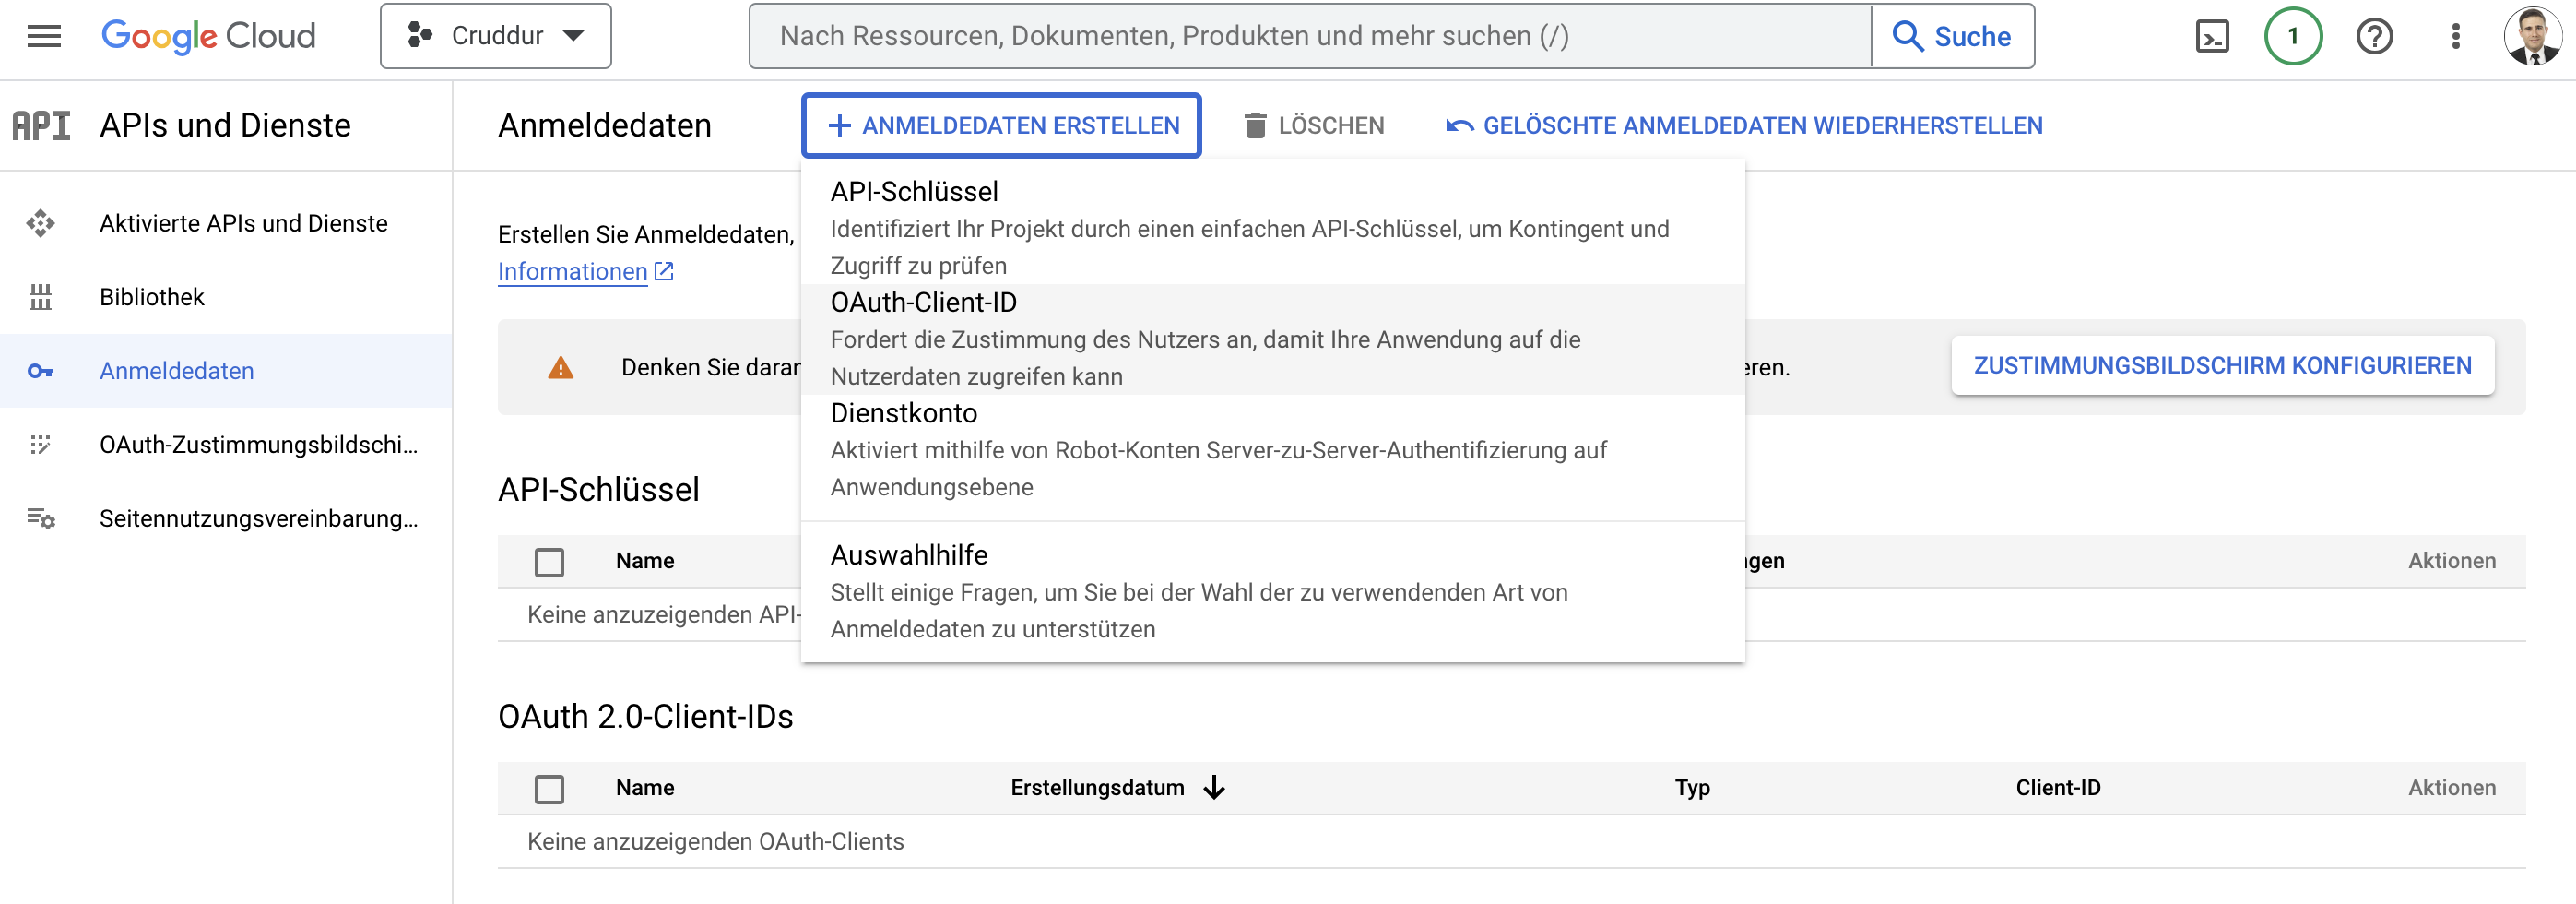 Google Cloud
Cruddur
Nach Ressourcen, Dokumenten, Produkten und mehr suchen (/)
Suche
1
API
APIs und Dienste
Anmeldedaten
ANMELDEDATEN ERSTELLEN
LÖSCHEN
GELÖSCHTE ANMELDEDATEN WIEDERHERSTELLEN
Aktivierte APIs und Dienste
Bibliothek
Anmeldedaten
OAuth-Zustimmungsbildschi...
Seitennutzungsvereinbarung...
Erstellen Sie Anmeldedaten,
Informationen
API-Schlüssel
Identifiziert Ihr Projekt durch einen einfachen API-Schlüssel, um Kontingent und
Zugriff zu prüfen
OAuth-Client-ID
Fordert die Zustimmung des Nutzers an, damit Ihre Anwendung auf die
Nutzerdaten zugreifen kann
Dienstkonto
Aktiviert mithilfe von Robot-Konten Server-zu-Server-Authentifizierung auf
Anwendungsebene
Auswahlhilfe
Stellt einige Fragen, um Sie bei der Wahl der zu verwendenden Art von
Anmeldedaten zu unterstützen
Denken Sie
ZUSTIMMUNGSBILDSCHIRM KONFIGURIEREN
API-Schlüssel
Name
Aktionen
Keine anzuzeigenden API-
OAuth 2.0-Client-IDs
Name
Erstellungsdatum
Typ
Client-ID
Aktionen
Keine anzuzeigenden OAuth-Clients